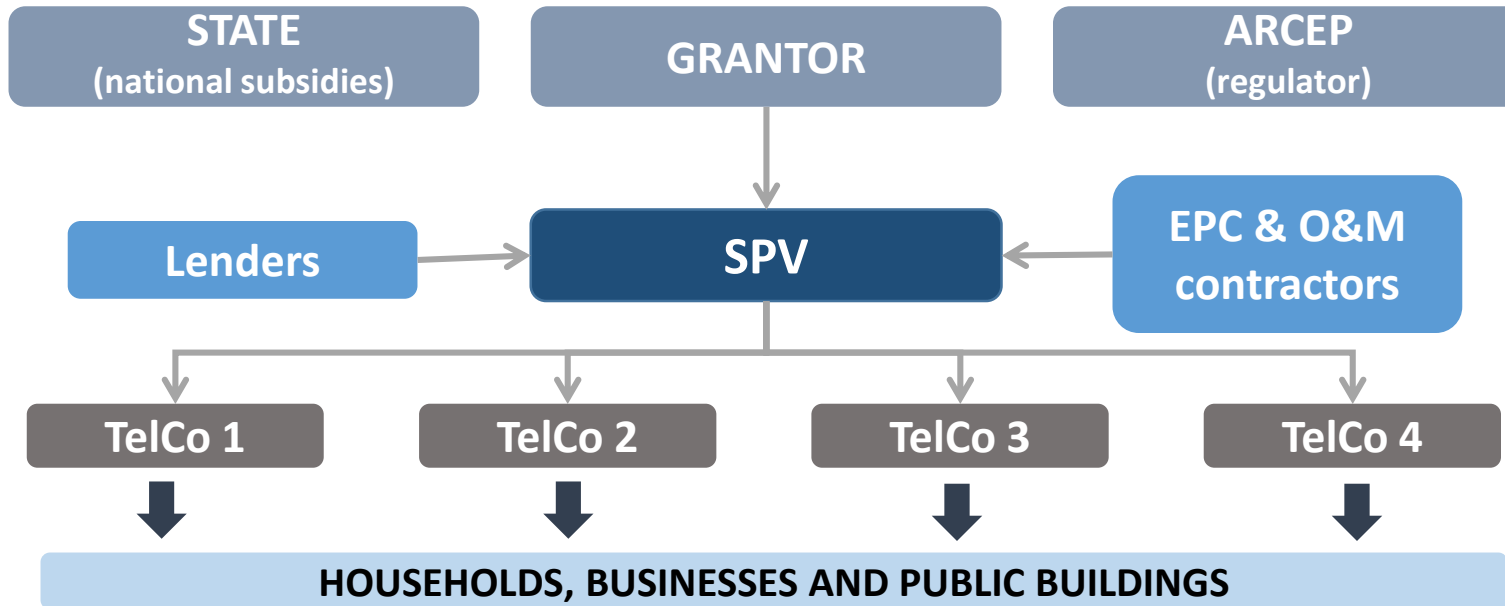 STATE
(national subsidies)
GRANTOR
ARCEP
(regulator)
Lenders
SPV
EPC & O&M
contractors
TelCo 1
TelCo 2
TelCo 3
TelCo 4
HOUSEHOLDS, BUSINESSES AND PUBLIC BUILDINGS